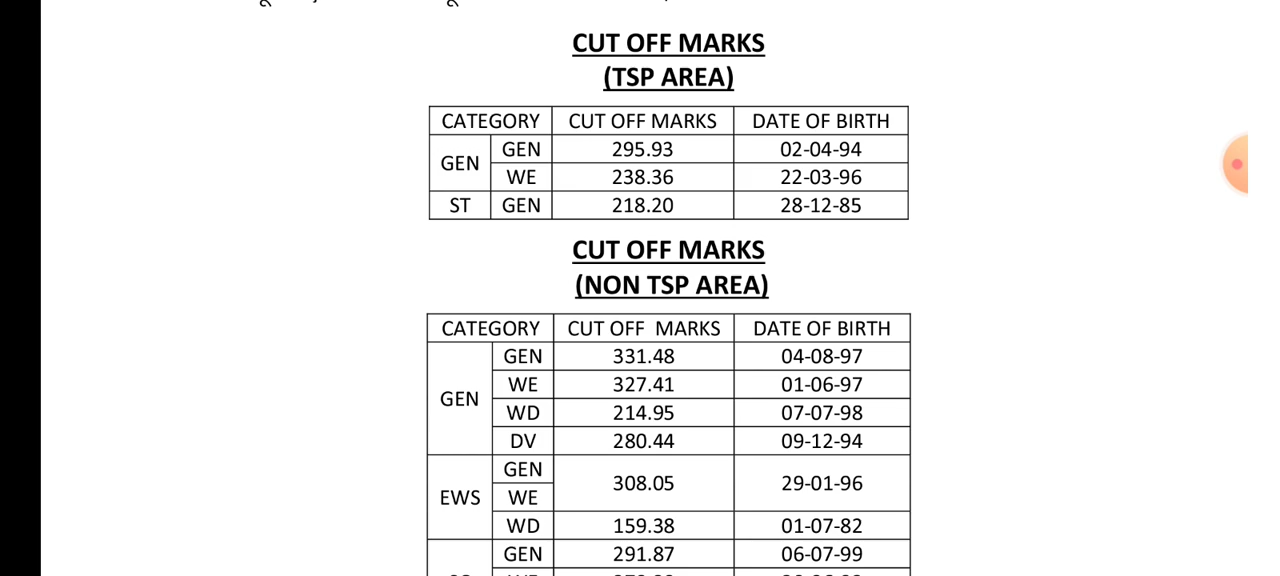 CUT OFF MARKS
(TSP AREA)
CATEGORY CUT OFF MARKS DATE OF BIRTH
GEN GEN 295.93 02-04-94
WE 238.36 22-03-96
ST GEN 218.20 28-12-85
CUT OFF MARKS
(NON TSP AREA)
CATEGORY CUT OFF MARKS DATE OF BIRTH
GEN GEN 331.48 04-08-97
WE 327.41 01-06-97
WD 214.95 07-07-98
DV 280.44 09-12-94
EWS GEN 308.05 29-01-96
WE
WD 159.38 01-07-82
GEN 291.87 06-07-99